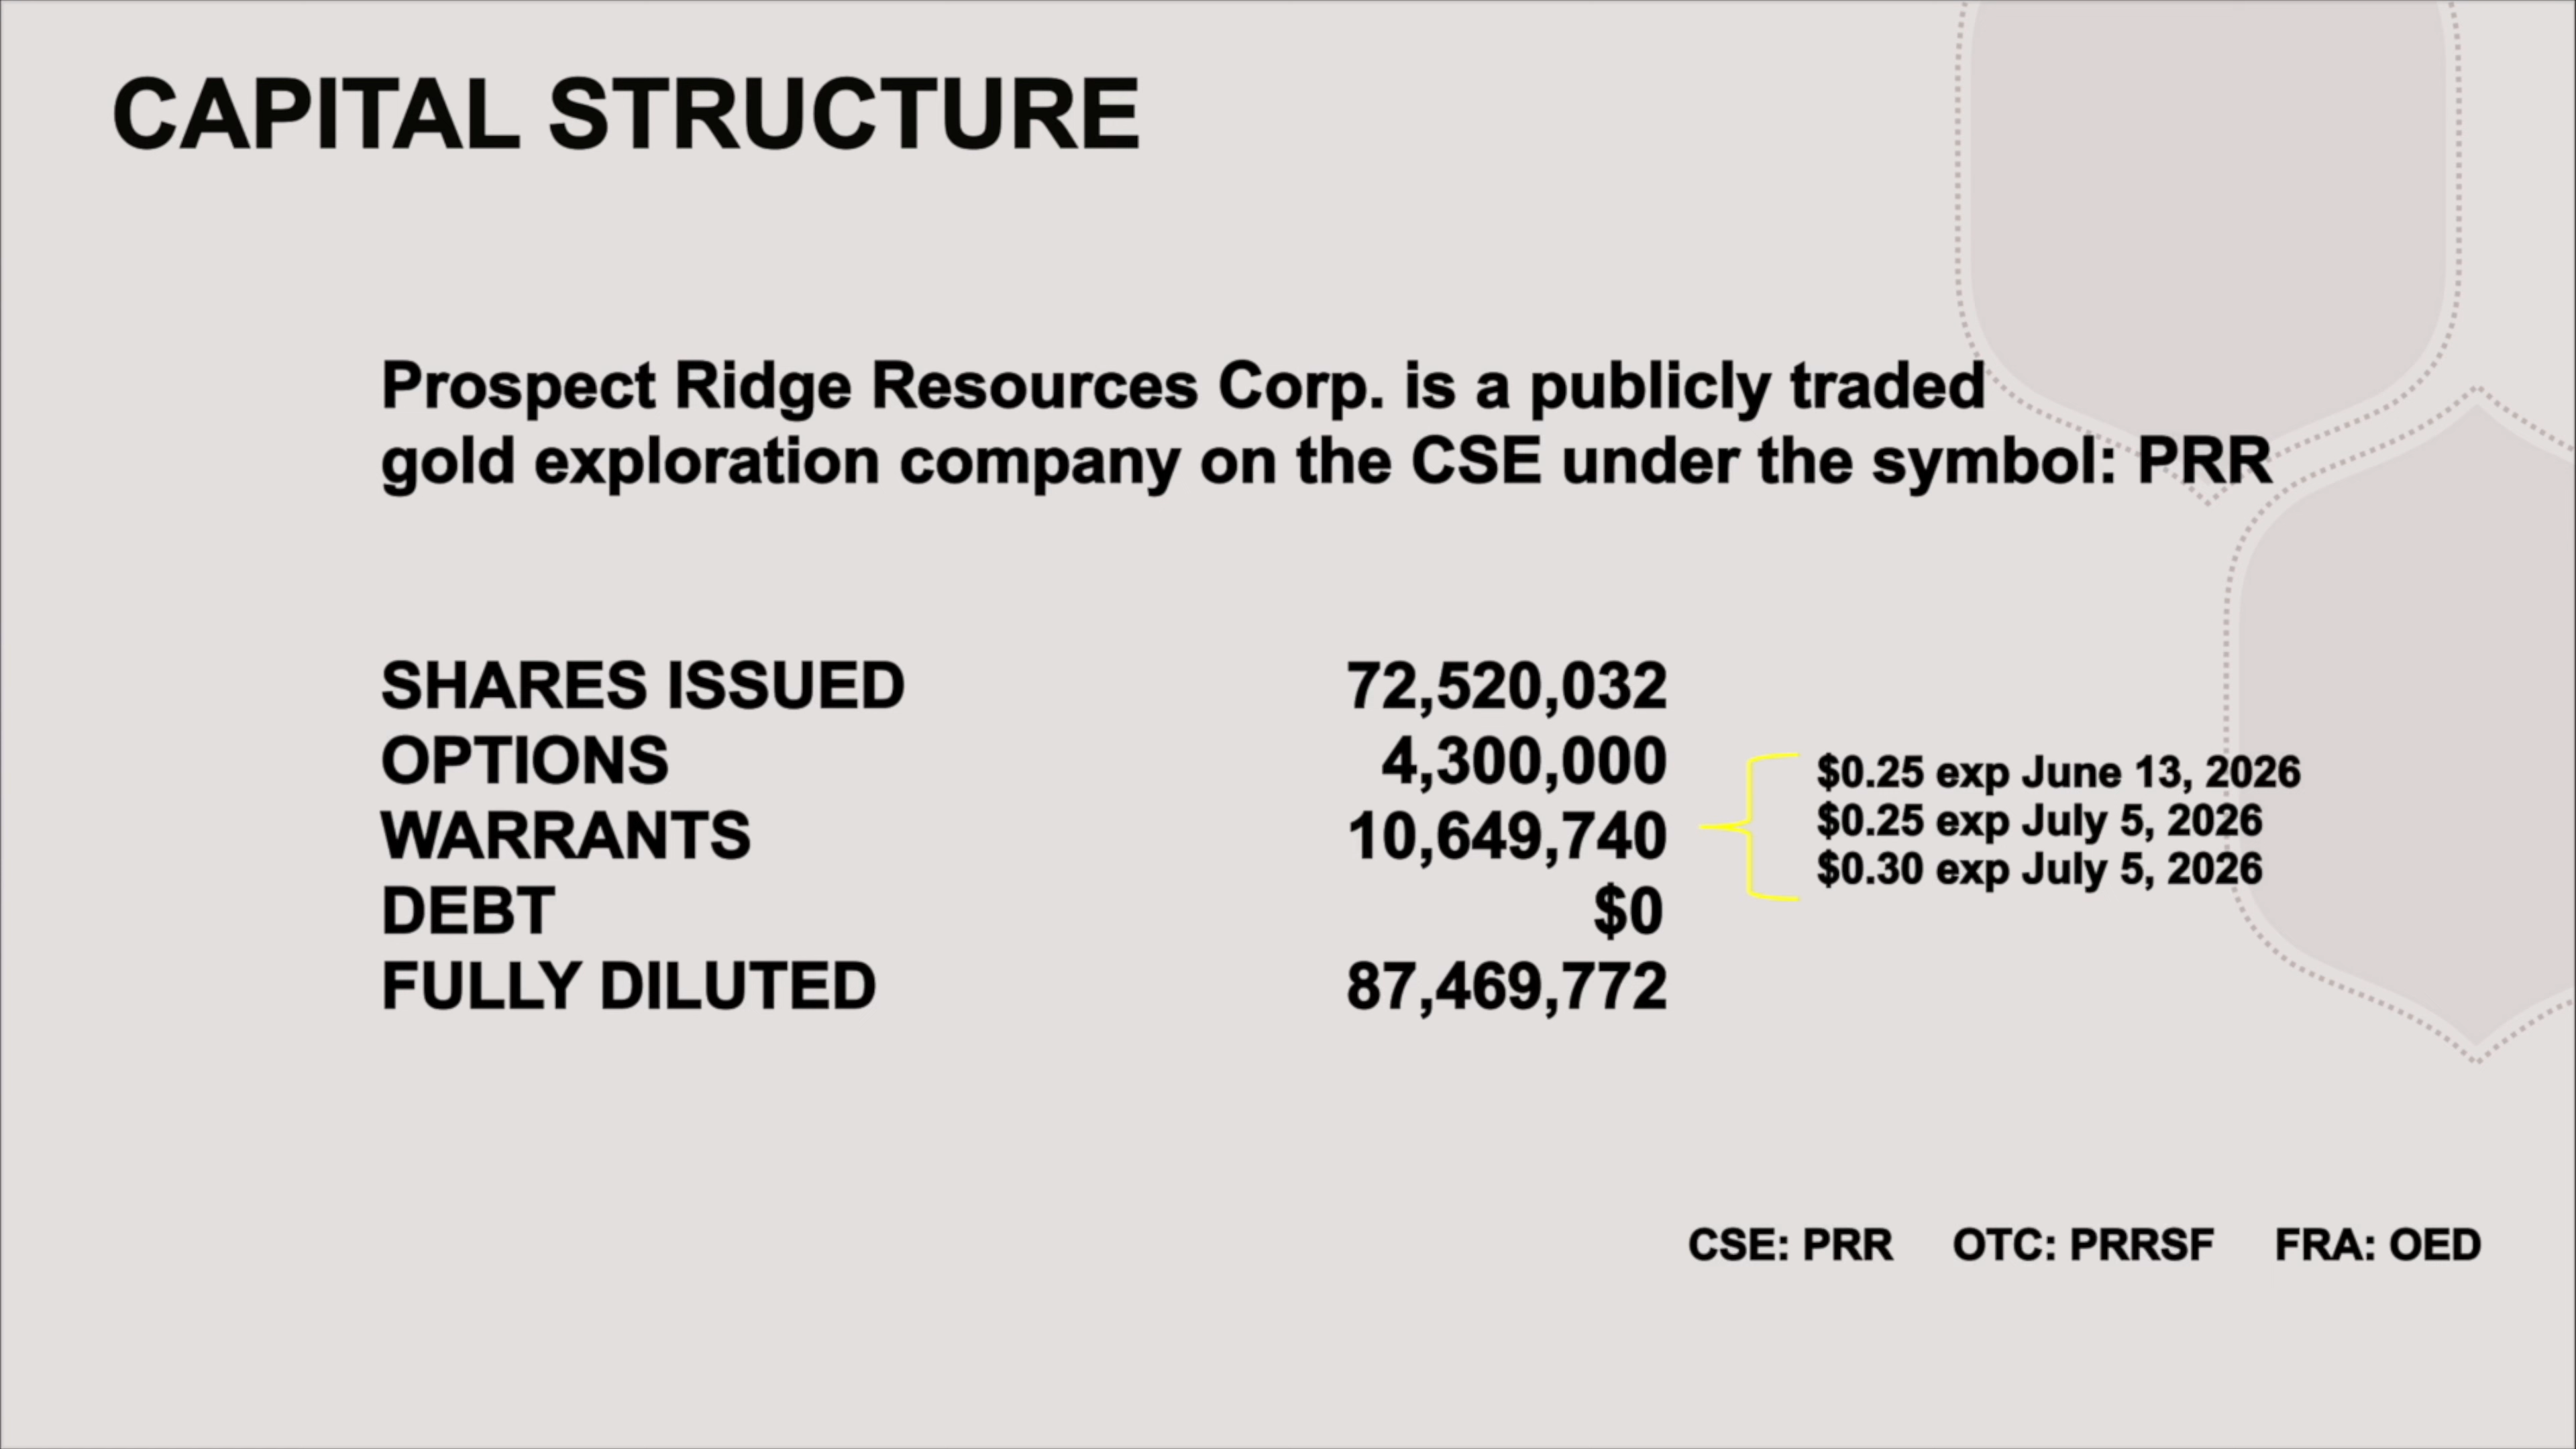 CAPITAL STRUCTURE
Prospect Ridge Resources Corp. is a publicly traded
gold exploration company on the CSE under the symbol: PRR
SHARES ISSUED 72,520,032
OPTIONS 4,300,000
WARRANTS 10,649,740
$0.25 exp June 13, 2026
$0.25 exp July 5, 2026
$0.30 exp July 5, 2026
DEBT $0
FULLY DILUTED 87,469,772
CSE: PRR OTC: PRRSF FRA: OED